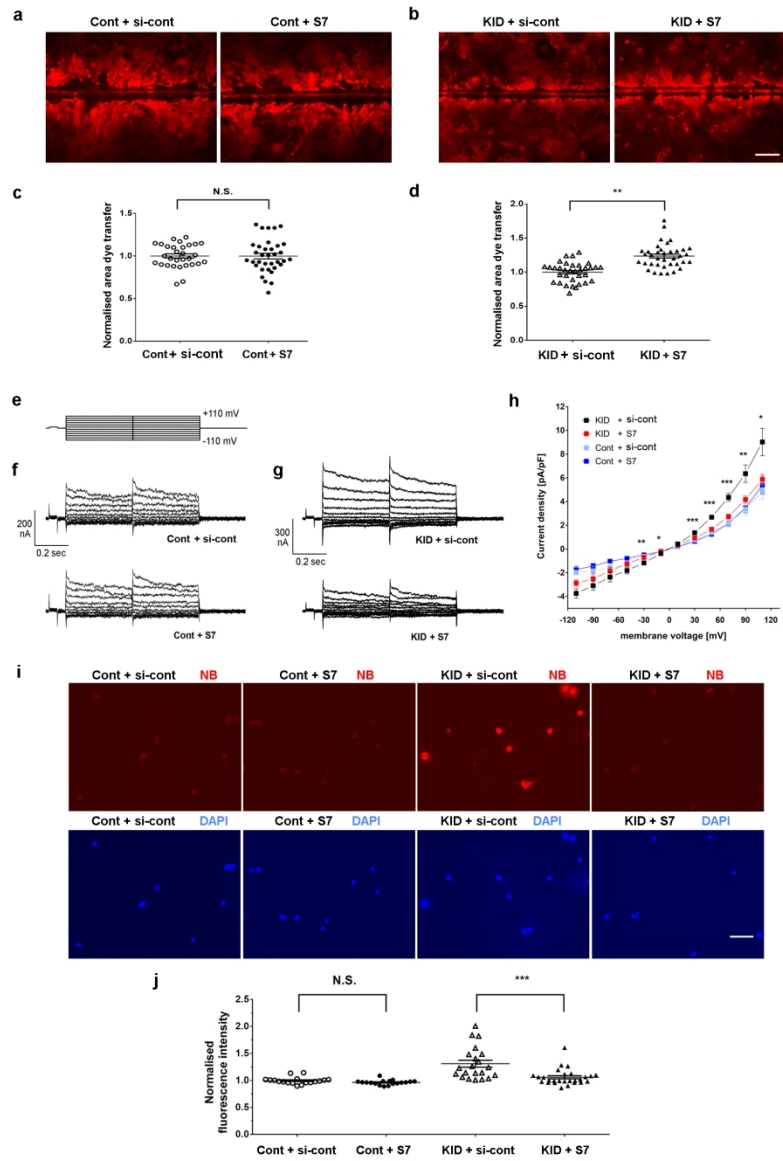 a
Cont + si-cont
Cont + S7
b
KID + si-cont
KID + S7
c
N.S.
Normalised area dye transfer
1.5
1.0
0.5
0.0
Cont + si-cont
Cont + S7
d
**
Normalised area dye transfer
2.0
1.5
1.0
0.5
0.0
KID + si-cont
KID + S7
e
+110 mV
-110 mV
f
200
nA
0.2 sec
Cont + si-cont
Cont + S7
g
300
nA
0.2 sec
KID + si-cont
KID + S7
h
KID + si-cont
KID + S7
Cont + si-cont
Cont + S7
Current density [pA/pF]
12
10
8
6
4
2
0
-2
-4
** * *** *** *** ** *
-120 -90 -60 -30 0 30 60 90 120
membrane voltage [mV]
i
Cont + si-cont NB
Cont + S7 NB
KID + si-cont NB
KID + S7 NB
Cont + si-cont DAPI
Cont + S7 DAPI
KID + si-cont DAPI
KID + S7 DAPI
j
N.S.
***
Normalised
fluorescence intensity
2.5
2.0
1.5
1.0
0.5
0.0
Cont + si-cont
Cont + S7
KID + si-cont
KID + S7